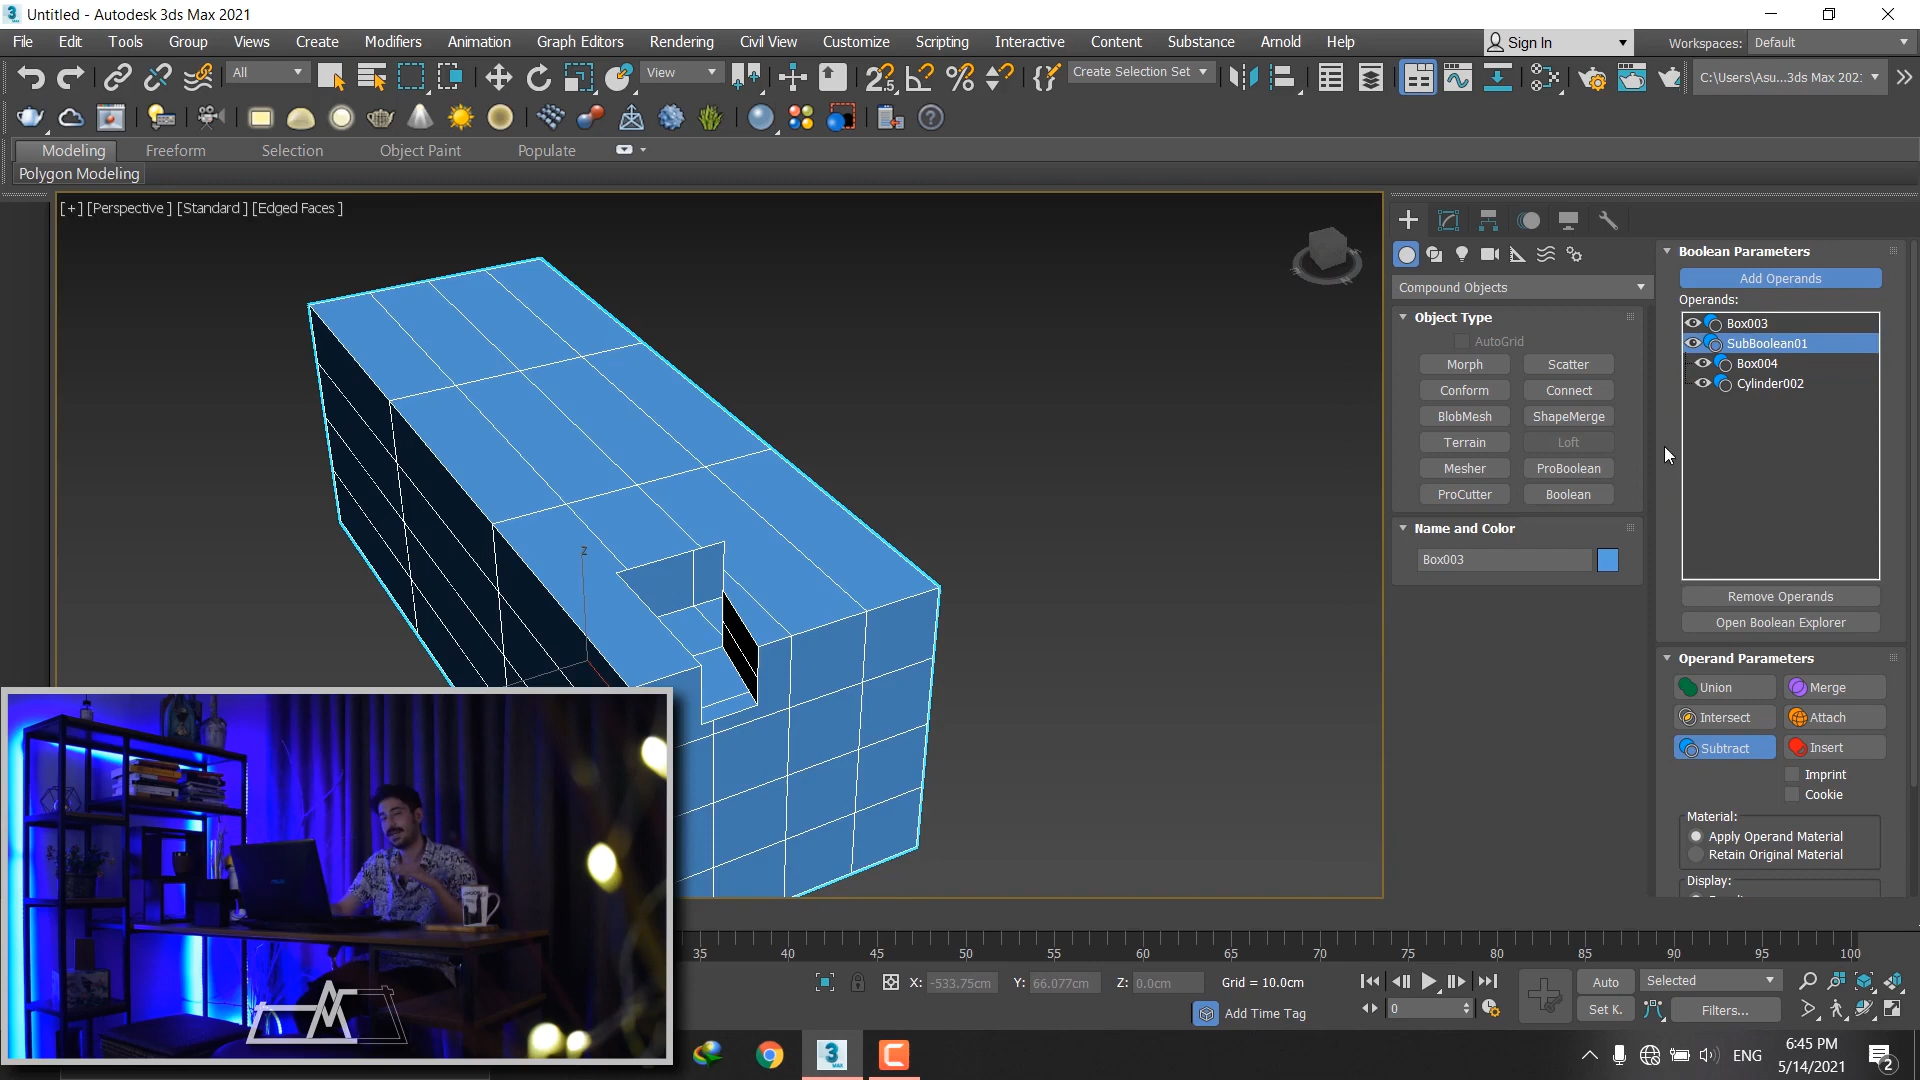 Untitled - Autodesk 3ds Max 2021
File Edit Tools Group Views Create Modifiers Animation Graph Editors Rendering Civil View Customize Scripting Interactive Content Substance Arnold Help
Sign In
Workspaces: Default
All
View
Create Selection Set
C:\Users\Asu...3ds Max 202:
Modeling Freeform Selection Object Paint Populate
Polygon Modeling
[+] [Perspective] [Standard] [Edged Faces]
Z
Compound Objects
Object Type
AutoGrid
Morph Scatter
Conform Connect
BlobMesh ShapeMerge
Terrain Loft
Mesher ProBoolean
ProCutter Boolean
Name and Color
Box003
Boolean Parameters
Add Operands
Operands:
Box003
SubBoolean01
Box004
Cylinder002
Remove Operands
Open Boolean Explorer
Operand Parameters
Union Merge
Intersect Attach
Subtract Insert
Imprint
Cookie
Material:
Apply Operand Material
Retain Original Material
Display:
35 40 45 50 55 60 65 70 75 80 85 90 95 100
X: -533.75cm Y: 66.077cm Z: 0.0cm Grid = 10.0cm
Add Time Tag
0
Auto Selected
Set K. Filters...
ENG
6:45 PM
5/14/2021
2